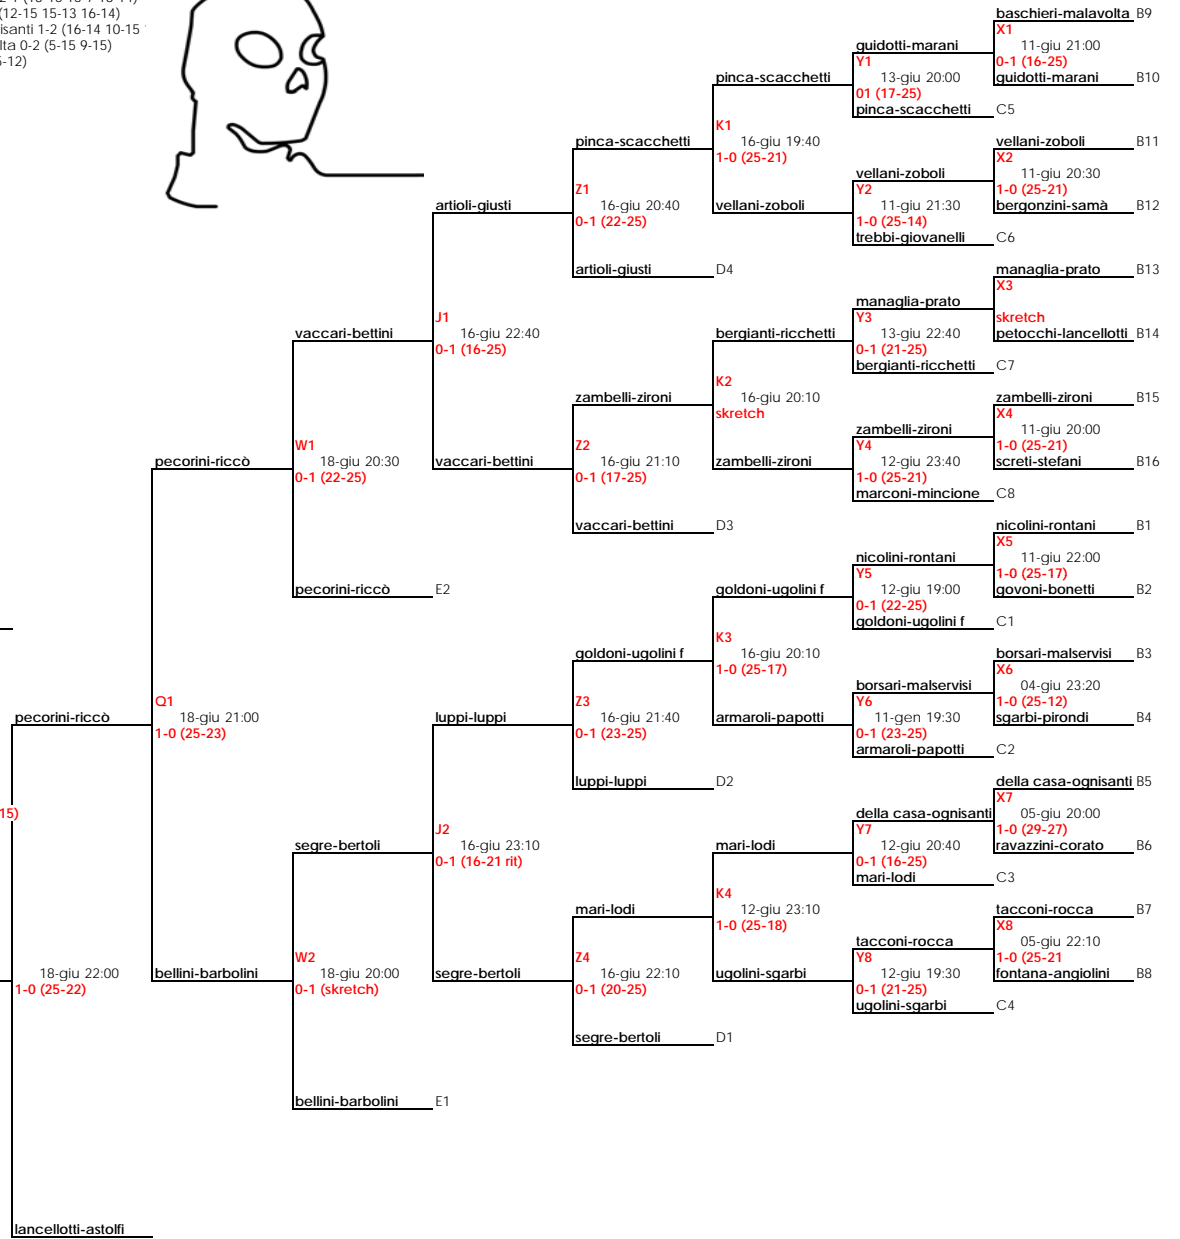 (12-15 15-13 16-14)
isanti 1-2 (16-14 10-15
lta 0-2 (5-15 9-15)
-12)
baschieri-malavolta B9
X1
guidotti-marani 11-giu 21:00
Y1 0-1 (16-25)
pinca-scacchetti 13-giu 20:00 guidotti-marani B10
01 (17-25)
pinca-scacchetti C5
K1
pinca-scacchetti 16-giu 19:40 vellani-zoboli B11
1-0 (25-21) X2
vellani-zoboli 11-giu 20:30
Z1 Y2 1-0 (25-21)
artioli-giusti 16-giu 20:40 vellani-zoboli 11-giu 21:30 bergonzini-samà B12
0-1 (22-25) 1-0 (25-14)
trebbi-giovanelli C6
artioli-giusti D4 managlia-prato B13
X3
managlia-prato
J1 Y3 skretch
vaccari-bettini 16-giu 22:40 bergianti-ricchetti 13-giu 22:40 petocchi-lancellotti B14
0-1 (16-25) 0-1 (21-25)
bergianti-ricchetti C7
K2
zambelli-zironi 16-giu 20:10 zambelli-zironi B15
skretch X4
zambelli-zironi 11-giu 20:00
W1 Z2 Y4 1-0 (25-21)
pecorini-riccò 18-giu 20:30 vaccari-bettini 16-giu 21:10 zambelli-zironi 12-giu 23:40 screti-stefani B16
0-1 (22-25) 0-1 (17-25) 1-0 (25-21)
marconi-mincione C8
vaccari-bettini D3 nicolini-rontani B1
X5
nicolini-rontani 11-giu 22:00
Y5 1-0 (25-17)
pecorini-riccò E2 goldoni-ugolini f 12-giu 19:00 govoni-bonetti B2
0-1 (22-25)
goldoni-ugolini f C1
K3
goldoni-ugolini f 16-giu 20:10 borsari-malservisi B3
1-0 (25-17) X6
borsari-malservisi 04-giu 23:20
Q1 Z3 Y6 1-0 (25-12)
pecorini-riccò 18-giu 21:00 luppi-luppi 16-giu 21:40 armaroli-papotti 11-gen 19:30 sgarbi-pirondi B4
1-0 (25-23) 0-1 (23-25) 0-1 (23-25)
armaroli-papotti C2
luppi-luppi D2 della casa-ognisanti B5
X7
15) della casa-ognisanti 05-giu 20:00
J2 Y7 1-0 (29-27)
segre-bertoli 16-giu 23:10 mari-lodi 12-giu 20:40 ravazzini-corato B6
0-1 (16-21 rit) 0-1 (16-25)
mari-lodi C3
K4
mari-lodi 12-giu 23:10 tacconi-rocca B7
1-0 (25-18) X8
tacconi-rocca 05-giu 22:10
W2 Z4 Y8 1-0 (25-21
18-giu 22:00 bellini-barbolini 18-giu 20:00 segre-bertoli 16-giu 22:10 ugolini-sgarbi 12-giu 19:30 fontana-angiolini B8
1-0 (25-22) 0-1 (skretch) 0-1 (20-25) 0-1 (21-25)
ugolini-sgarbi C4
segre-bertoli D1
bellini-barbolini E1
lancellotti-astolfi